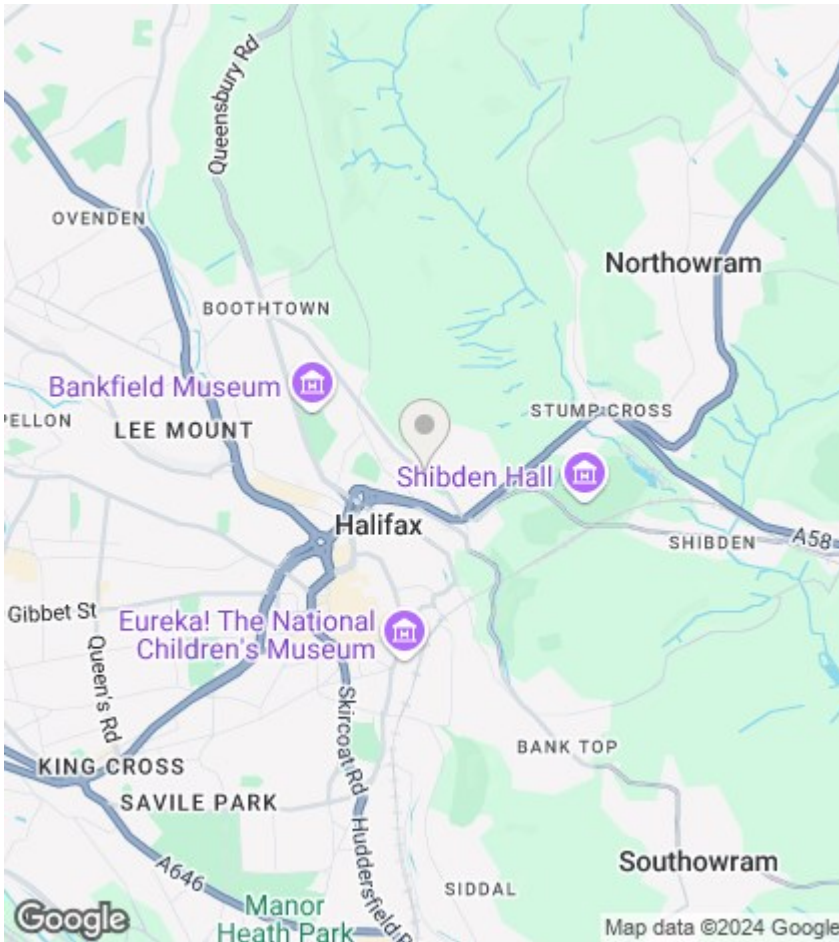 Queensbury Rd
OVENDEN
Northowram
BOOTHTOWN
Bankfield Museum
STUMP CROSS
PELLON
LEE MOUNT
Shibden Hall
Halifax
A58
SHIBDEN
Gibbet St
Eureka! The National
Children's Museum
Queen's Rd
Skircoat Rd
BANK TOP
KING CROSS
SAVILE PARK
Huddersfield R
Southowram
A646
SIDDAL
Manor
Heath Park
Google
Map data ©2024 Google